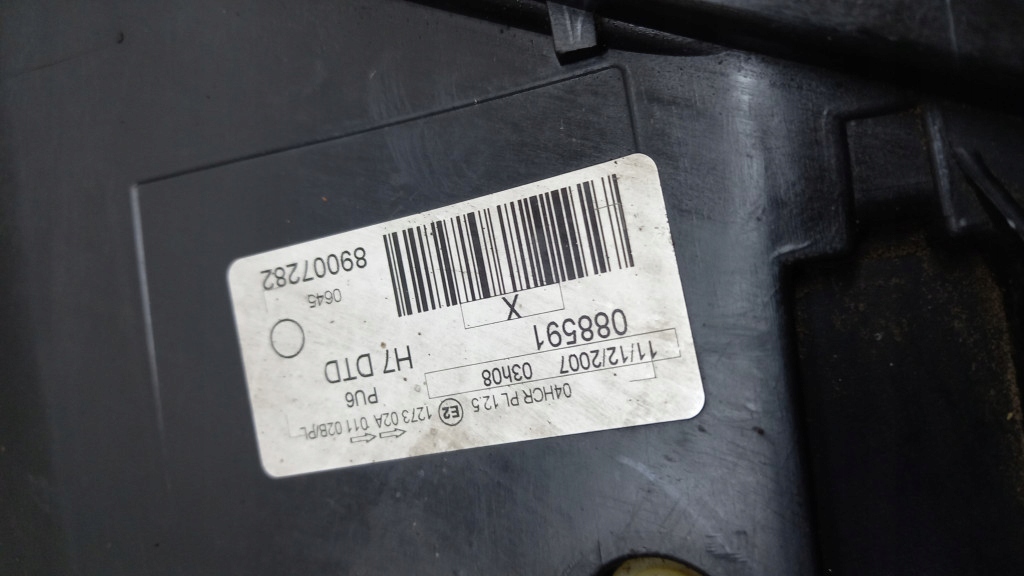 04HCR PL 12.5 E2 1273 02A 011 02B/PL
11/12/2007 03h08
PU6
088591
H7 DTD
X
0645
89007282